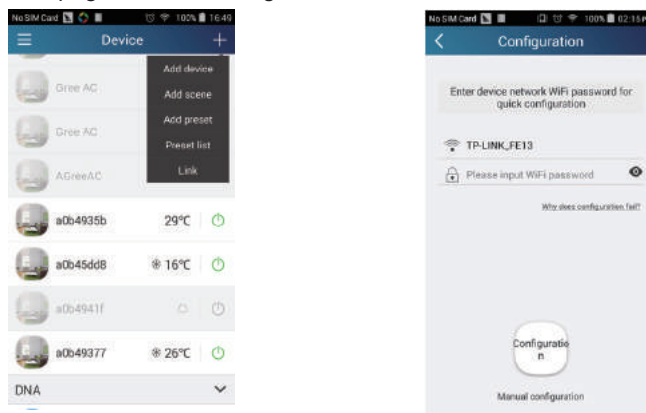 No SIM Card 100% 16:49
Device
Add device
Gree AC
Add scene
Add preset
Gree AC
Preset list
AGreeAC
Link
a0b4935b 29℃
a0b45dd8 16℃
a0b4941f
a0b49377 26℃
DNA
No SIM Card 100% 02:15
Configuration
Enter device network WiFi password for
quick configuration
TP-LINK_FE13
Please input WiFi password
Why does configuration fail?
Configuratio
n
Manual configuration